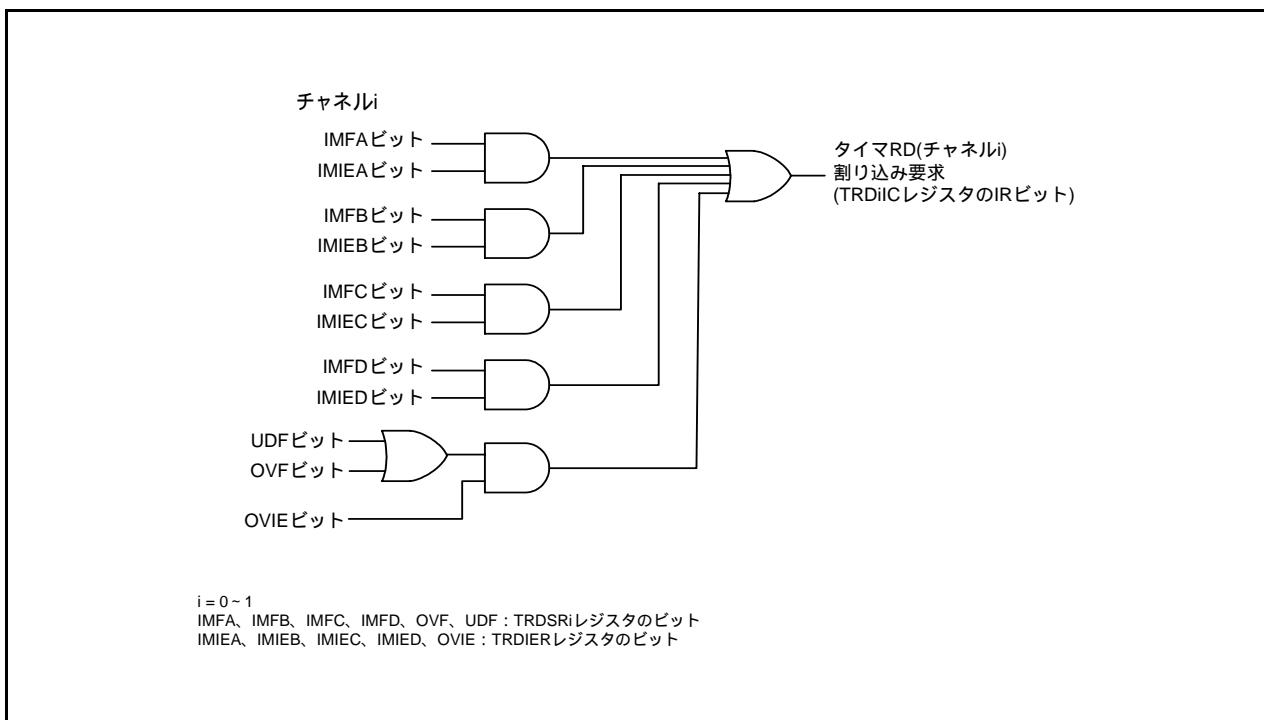 チャネルi
IMFAビット
IMIEAビット
IMFBビット
IMIEBビット
IMFCビット
IMIECビット
IMFDビット
IMIEDビット
UDFビット
OVFビット
OVIEビット
タイマRD(チャネルi)
割り込み要求
(TRDiICレジスタのIRビット)
i = 0 ~ 1
IMFA、IMFB、IMFC、IMFD、OVF、UDF：TRDSRiレジスタのビット
IMIEA、IMIEB、IMIEC、IMIED、OVIE：TRDIERレジスタのビット